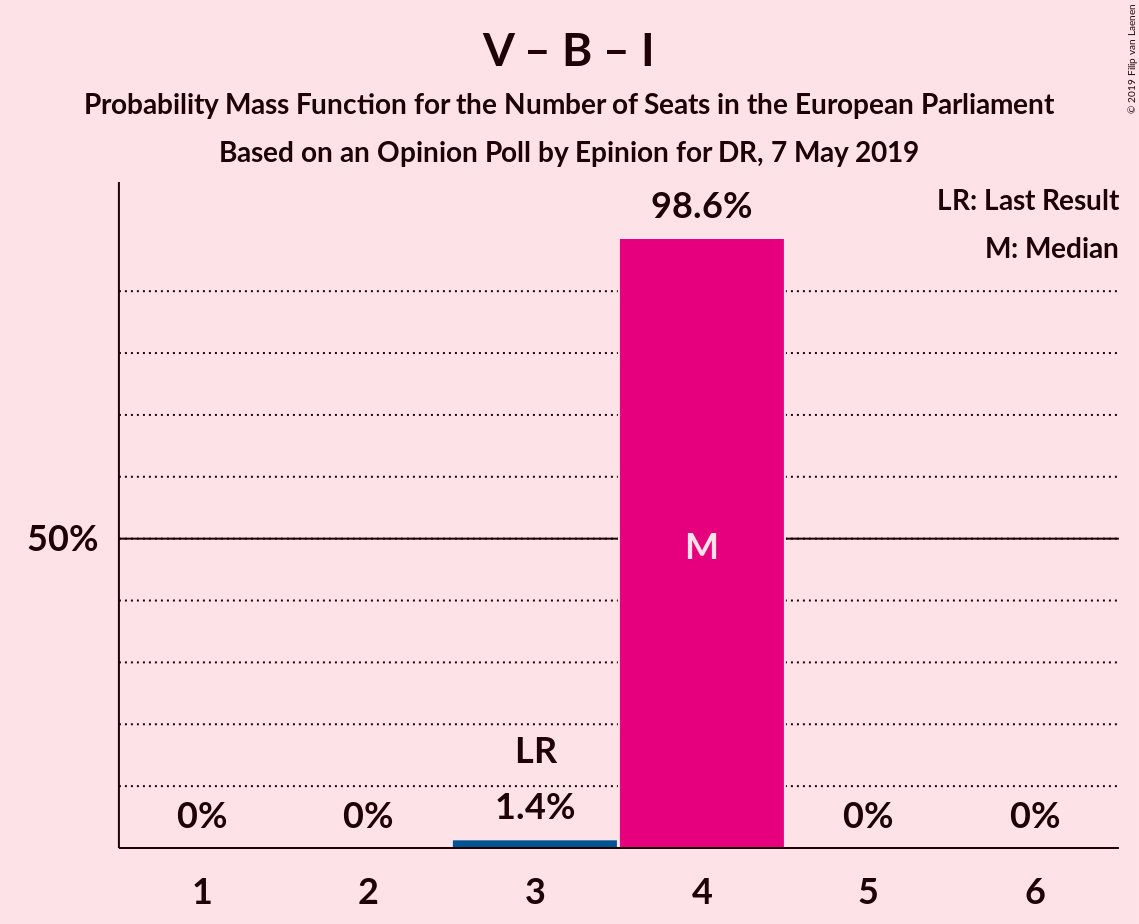 V – B – I
Probability Mass Function for the Number of Seats in the European Parliament
Based on an Opinion Poll by Epinion for DR, 7 May 2019
© 2019 Filip van Laenen
LR: Last Result
M: Median
98.6%
50%
M
LR
0%
0%
1.4%
0%
0%
1
2
3
4
5
6